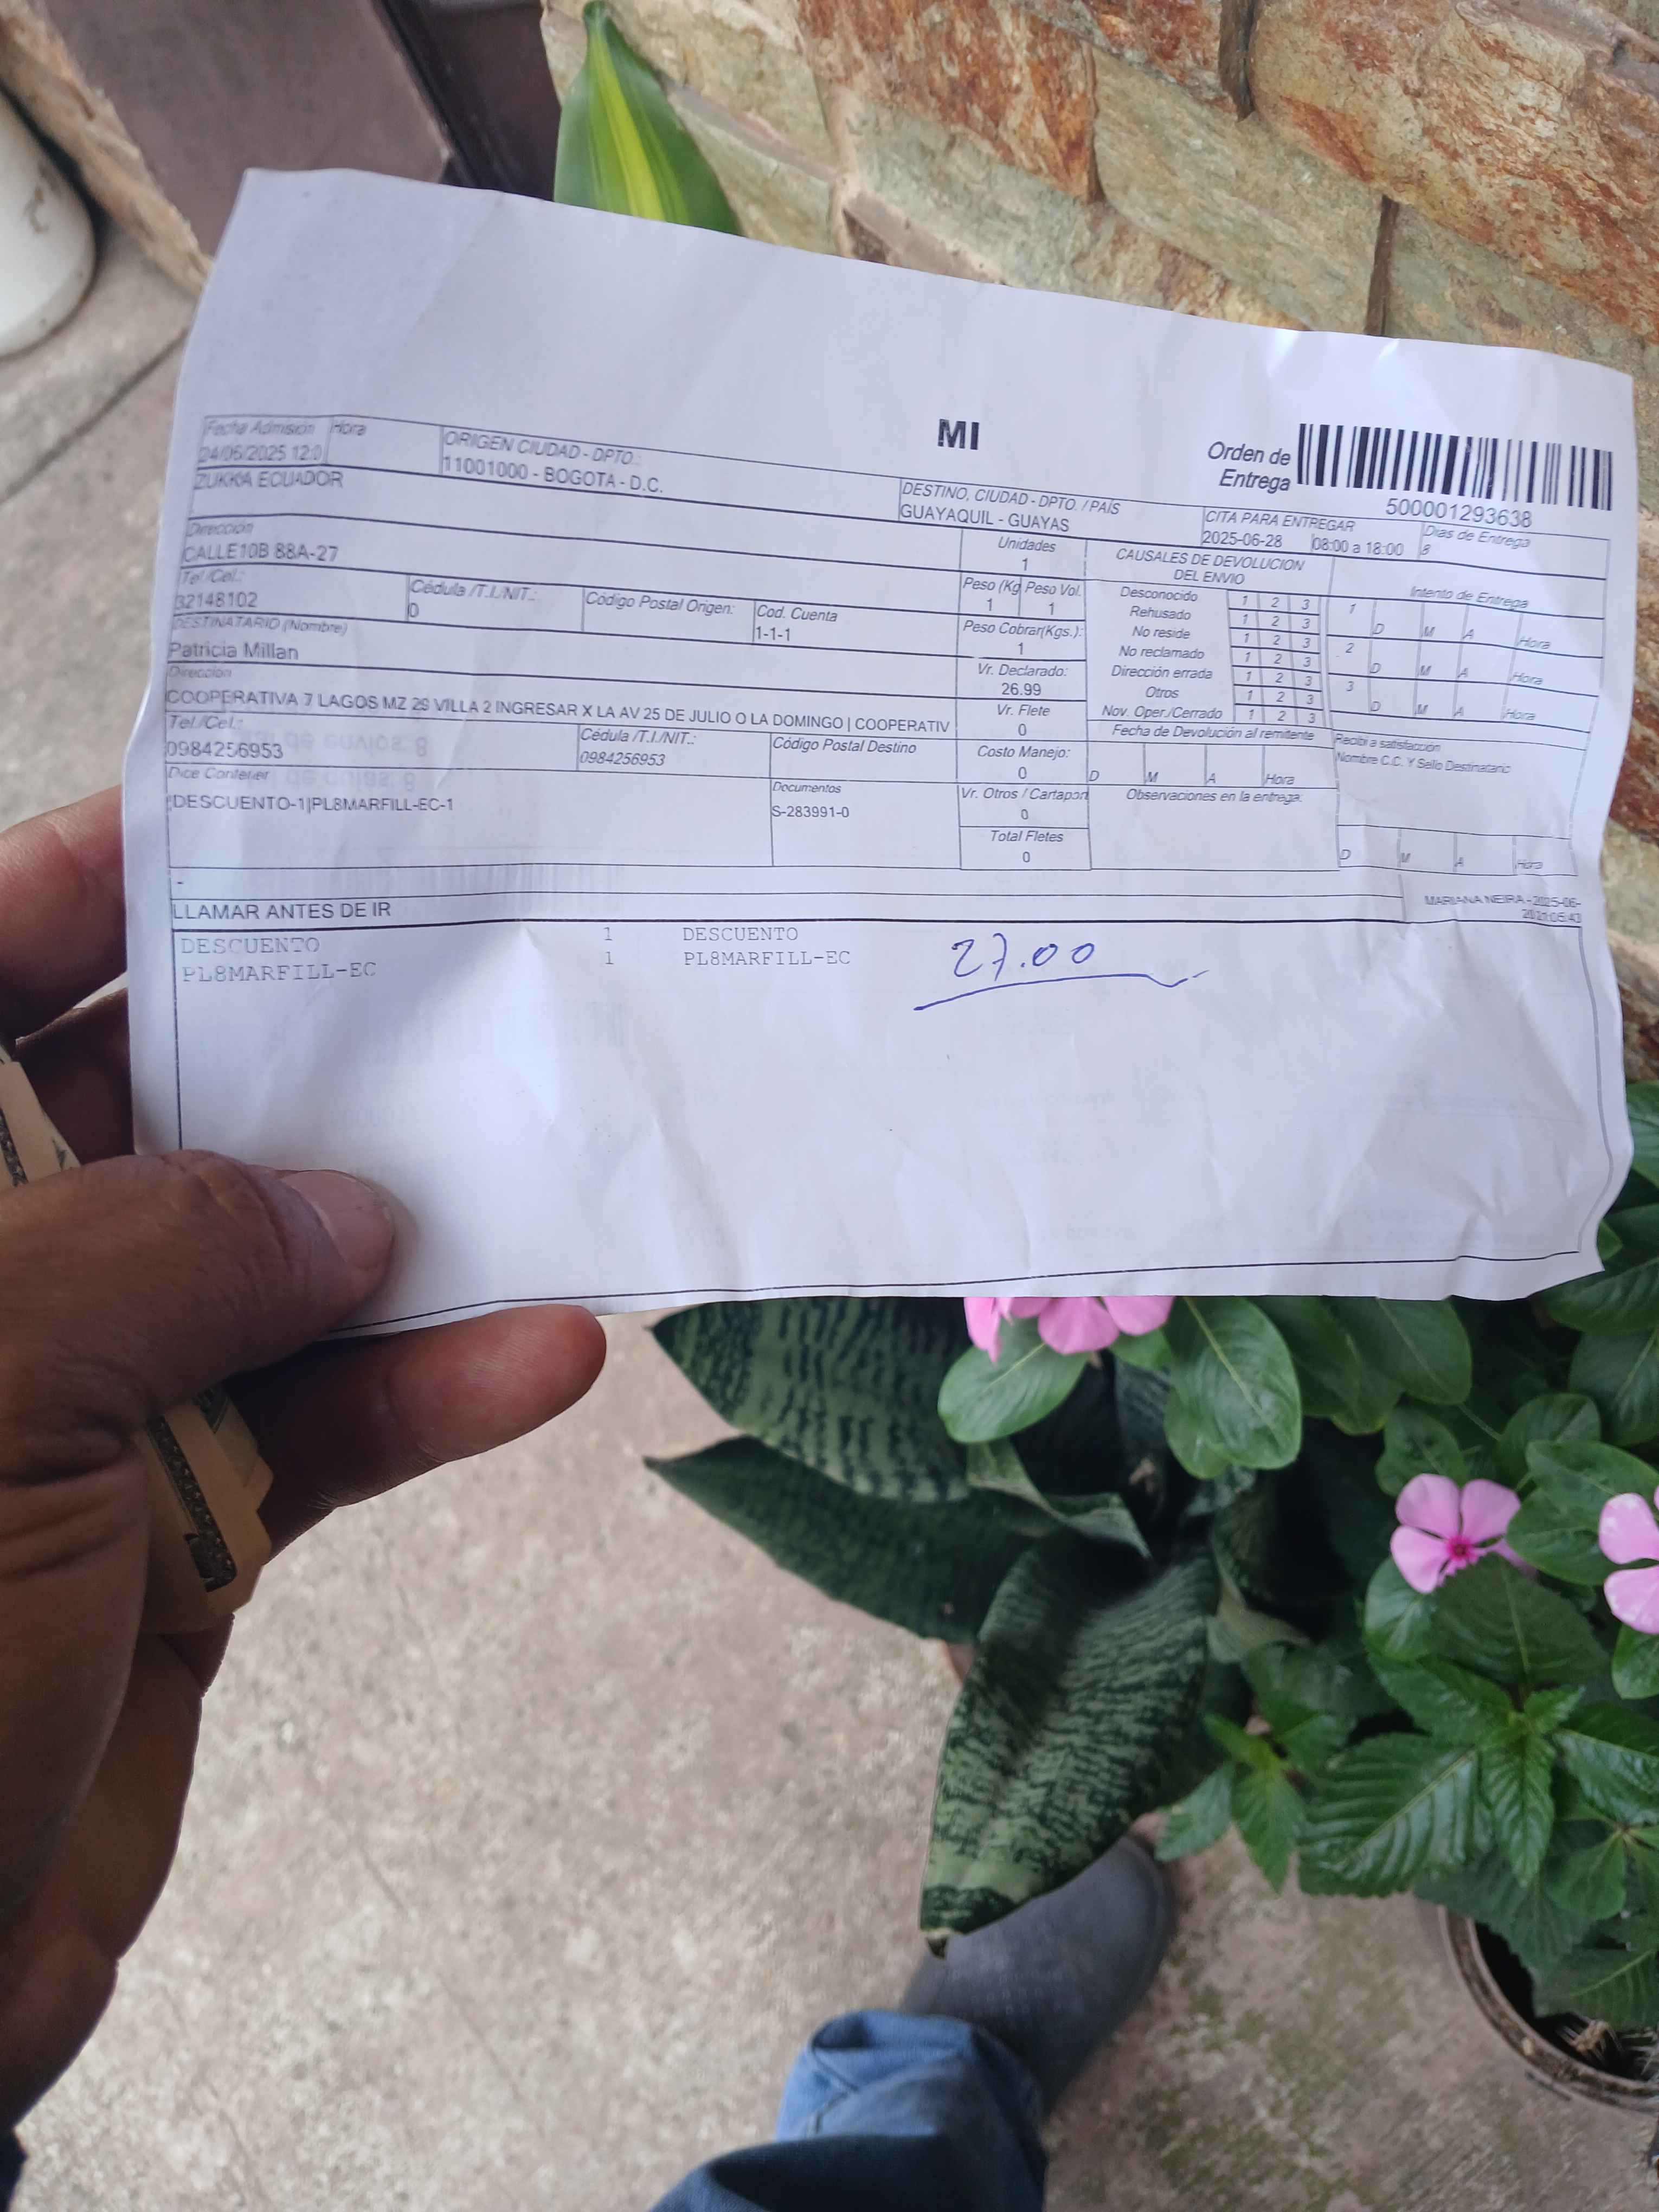 MI
Orden de
Entrega
500001293638
Fecha Admisión Hora
04/06/2025 12:0
ORIGEN CIUDAD - DPTO.:
11001000 - BOGOTA - D.C.
DESTINO, CIUDAD - DPTO. / PAÍS
GUAYAQUIL - GUAYAS
CITA PARA ENTREGAR
2025-06-28 08:00 a 18:00
Dias de Entrega
8
ZUKKA ECUADOR
Dirección
CALLE10B 88A-27
Unidades
1
CAUSALES DE DEVOLUCION
DEL ENVIO
Intento de Entrega
Tel./Cel.:
32148102
Cédula /T.I./NIT.:
0
Código Postal Origen:
Cod. Cuenta
1-1-1
Peso (Kg Peso Vol.
1 1
Peso Cobrar(Kgs.):
1
Desconocido 1 2 3
Rehusado 1 2 3
No reside 1 2 3
No reclamado 1 2 3
Dirección errada 1 2 3
Otros 1 2 3
Nov. Oper./Cerrado 1 2 3
1 D M A Hora
2 D M A Hora
3 D M A Hora
DESTINATARIO (Nombre)
Patricia Millan
Vr. Declarado:
26.99
Dirección
COOPERATIVA 7 LAGOS MZ 29 VILLA 2 INGRESAR X LA AV 25 DE JULIO O LA DOMINGO | COOPERATIV
Vr. Flete
0
Tel./Cel.:
0984256953
Cédula /T.I./NIT.:
0984256953
Código Postal Destino
Costo Manejo:
0
Fecha de Devolución al remitente
D M A Hora
Recibi a satisfacción
Nombre C.C. Y Sello Destinatario
Dice Contener
DESCUENTO-1|PL8MARFILL-EC-1
Documentos
S-283991-0
Vr. Otros / Cartapor
0
Total Fletes
0
Observaciones en la entrega.
D M A Hora
-
LLAMAR ANTES DE IR
MARIANA NEIRA - 2025-06-
DESCUENTO 1 DESCUENTO
PL8MARFILL-EC 1 PL8MARFILL-EC
27.00